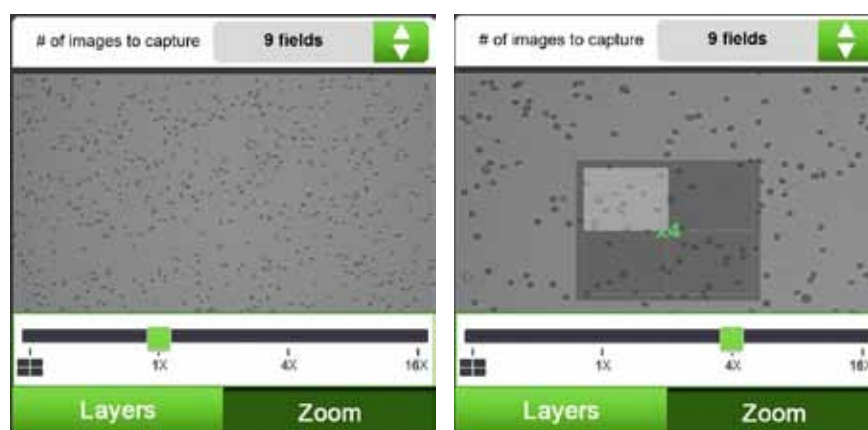 # of images to capture 9 fields
1X 4X 16X
Layers Zoom
# of images to capture 9 fields
x4
1X 4X 16X
Layers Zoom